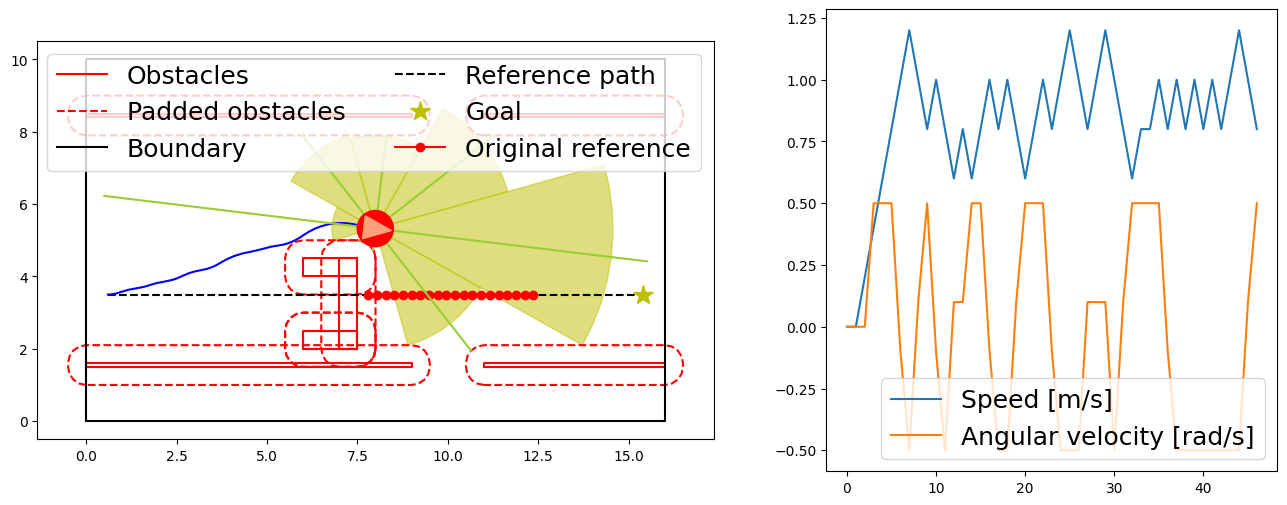 Obstacles
Padded obstacles
Boundary
Reference path
Goal
Original reference
10
8
6
4
2
0
0.0 2.5 5.0 7.5 10.0 12.5 15.0
1.25
1.00
0.75
0.50
0.25
0.00
−0.25
−0.50
Speed [m/s]
Angular velocity [rad/s]
0 10 20 30 40